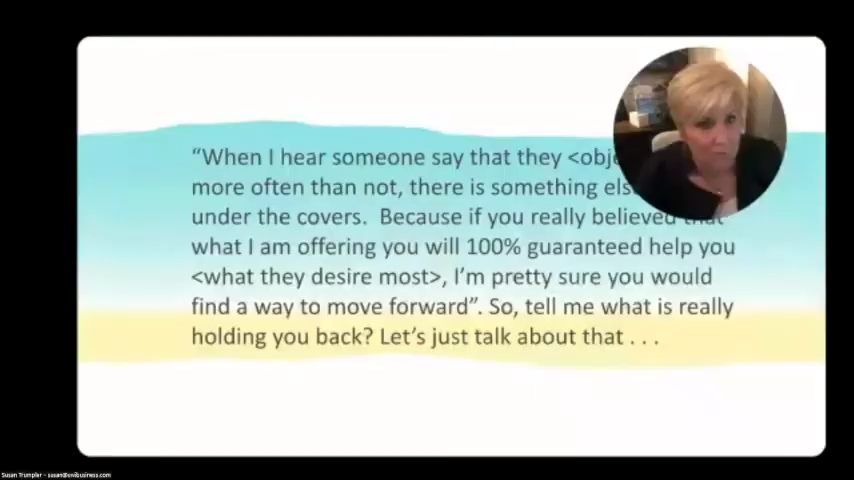 “When I hear someone say that they <obj
more often than not, there is something els
under the covers. Because if you really believed that
what I am offering you will 100% guaranteed help you
<what they desire most>, I’m pretty sure you would
find a way to move forward”. So, tell me what is really
holding you back? Let’s just talk about that . . .
Susan Trumpler - susan@uwibusiness.com